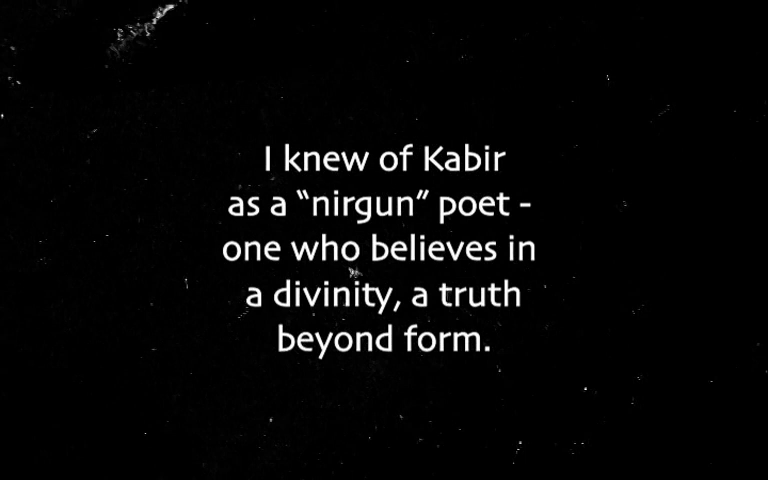 I knew of Kabir
as a “nirgun” poet -
one who believes in
a divinity, a truth
beyond form.